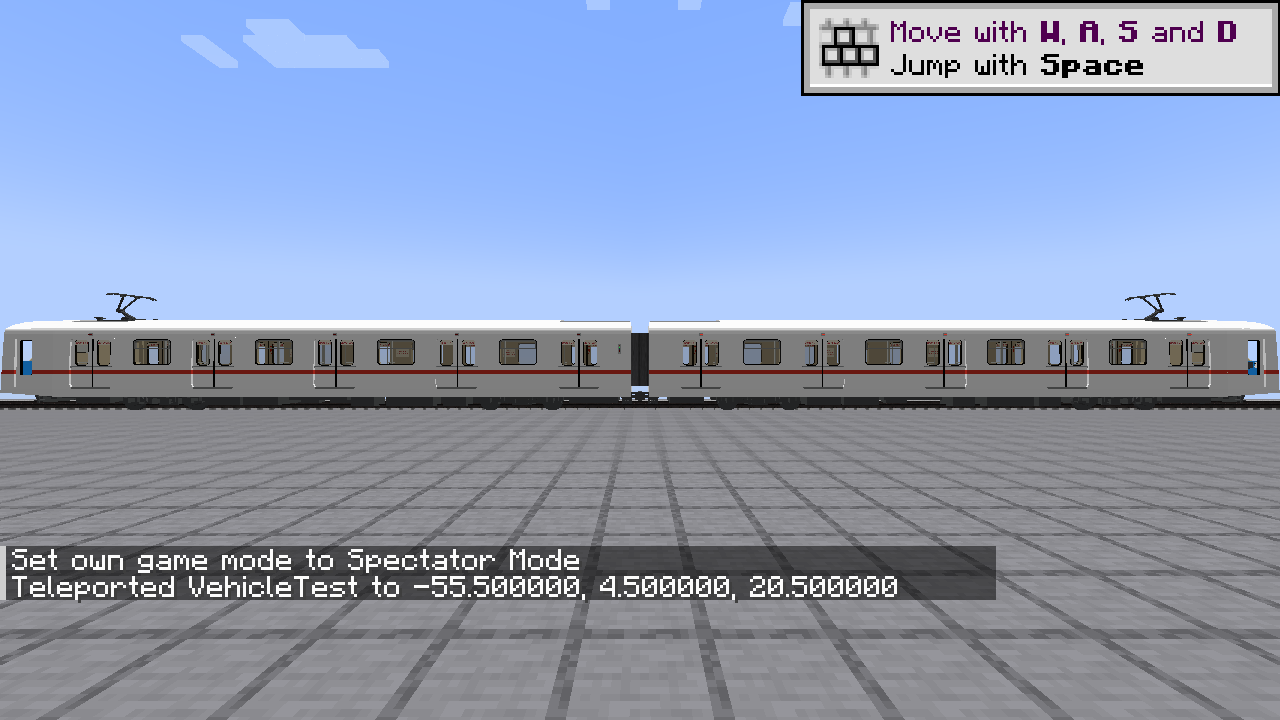 Move with W, A, S and D
Jump with Space
Set own game mode to Spectator Mode
Teleported VehicleTest to -55.500000, 4.500000, 20.500000